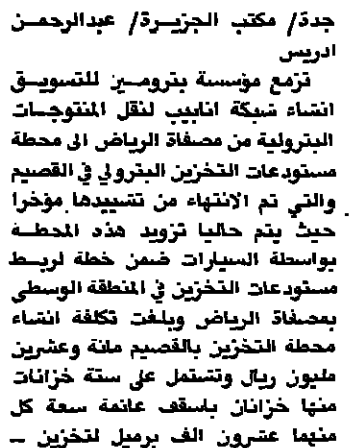 جدة/ مكتب الجزيرة/ عبدالرحمن
ادريس
تزمع مؤسسة بترومين للتسويق
انشاء شبكة انابيب لنقل المنتوجات
البترولية من مصفاة الرياض الى محطة
مستودعات التخزين البترولي في القصيم
والتي تم الانتهاء من تشييدها مؤخرا
حيث يتم حاليا تزويد هذه المحطة
بواسطة السيارات ضمن خطة لربط
مستودعات التخزين في المنطقة الوسطى
بمصفاة الرياض وبلغت تكلفة انشاء
محطة التخزين بالقصيم مائة وعشرين
مليون ريال وتشتمل على ستة خزانات
منها خزانان باسقف عائمة سعة كل
منهما عشرون الف برميل لتخزين ـ